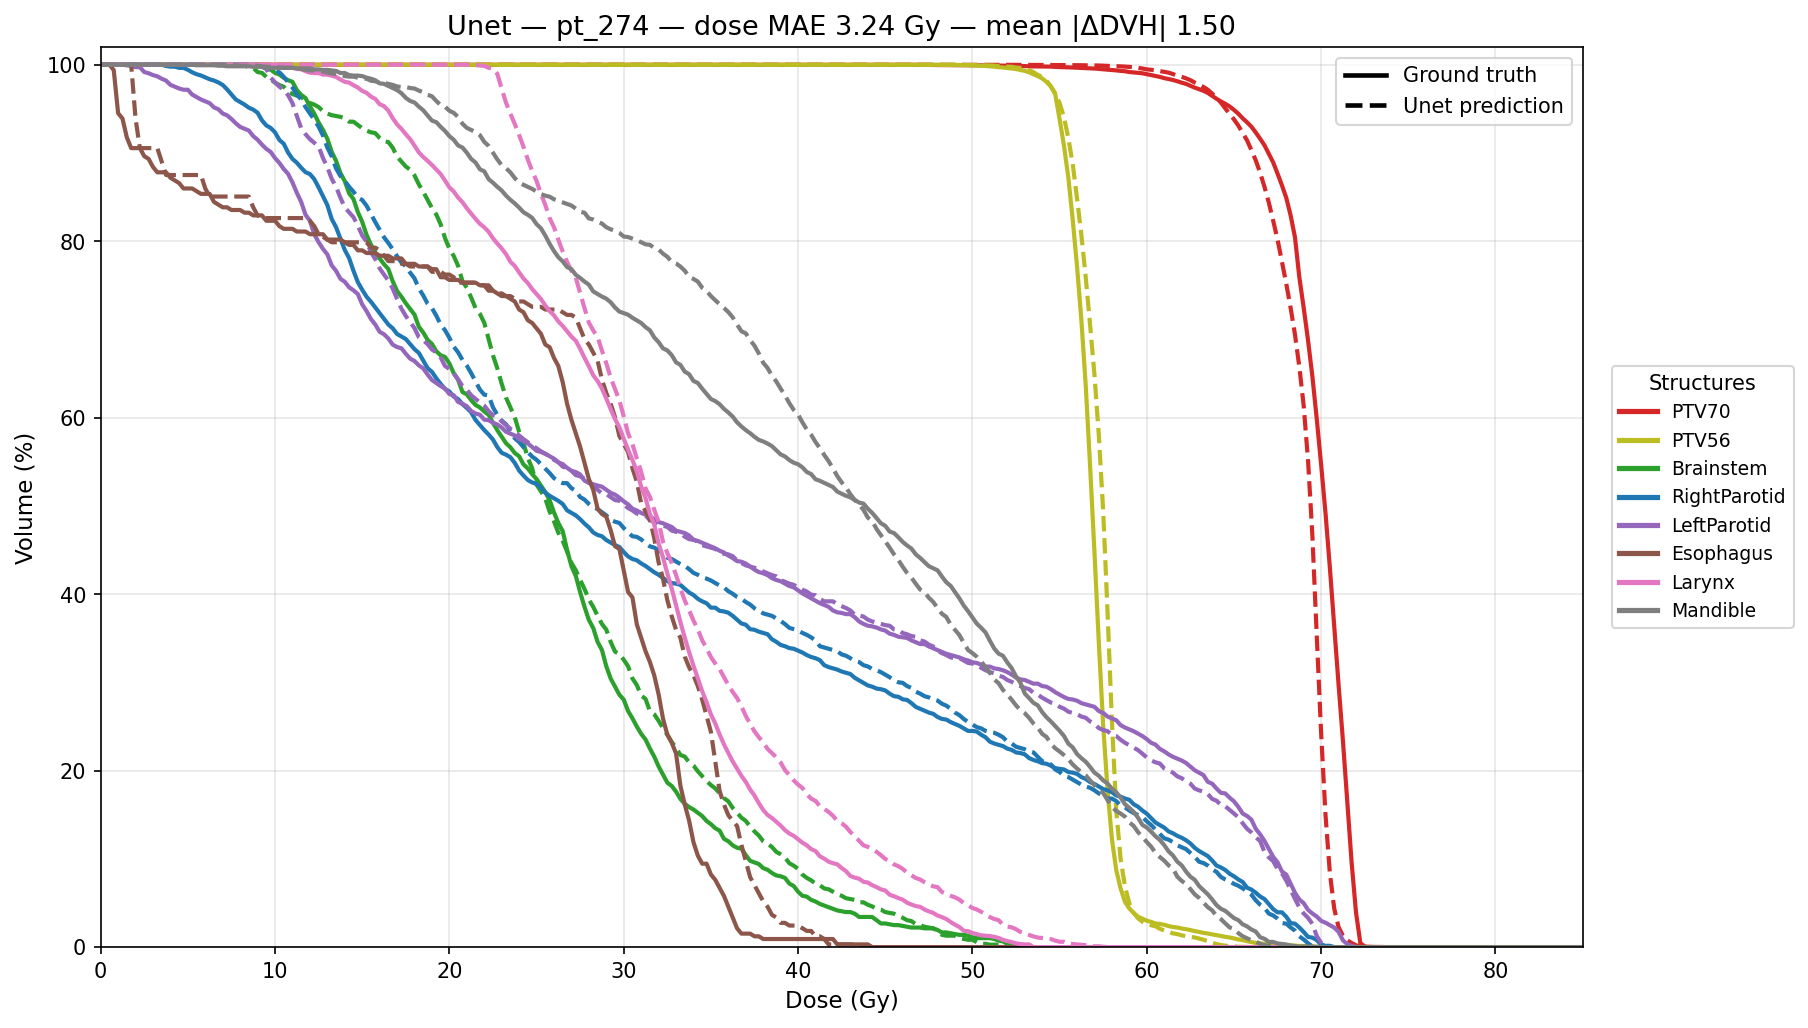 Unet — pt_274 — dose MAE 3.24 Gy — mean |ΔDVH| 1.50
Ground truth
Unet prediction
Volume (%)
100
80
60
40
20
0
0 10 20 30 40 50 60 70 80
Dose (Gy)
Structures
PTV70
PTV56
Brainstem
RightParotid
LeftParotid
Esophagus
Larynx
Mandible